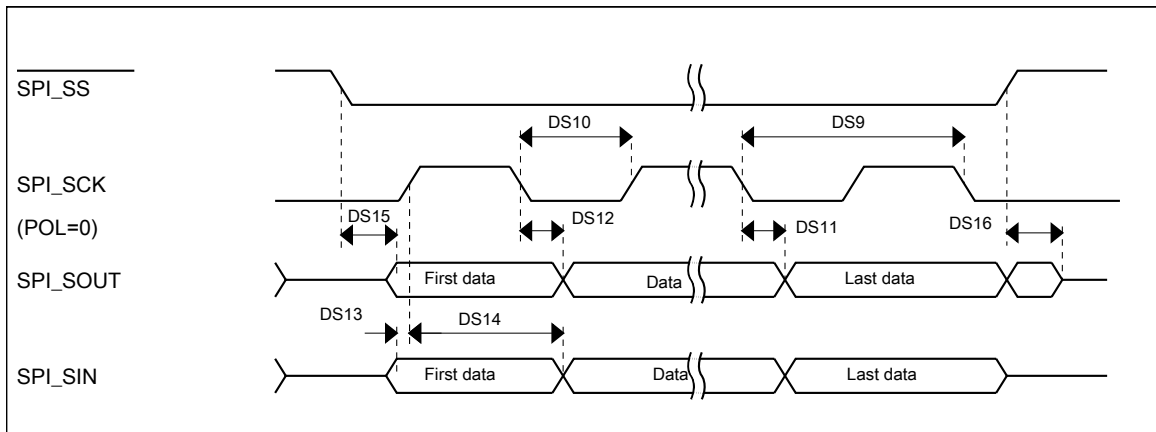 SPI_SS
DS10
DS9
SPI_SCK
(POL=0)
DS15
DS12
DS11
DS16
SPI_SOUT
First data
Data
Last data
DS13
DS14
SPI_SIN
First data
Data
Last data